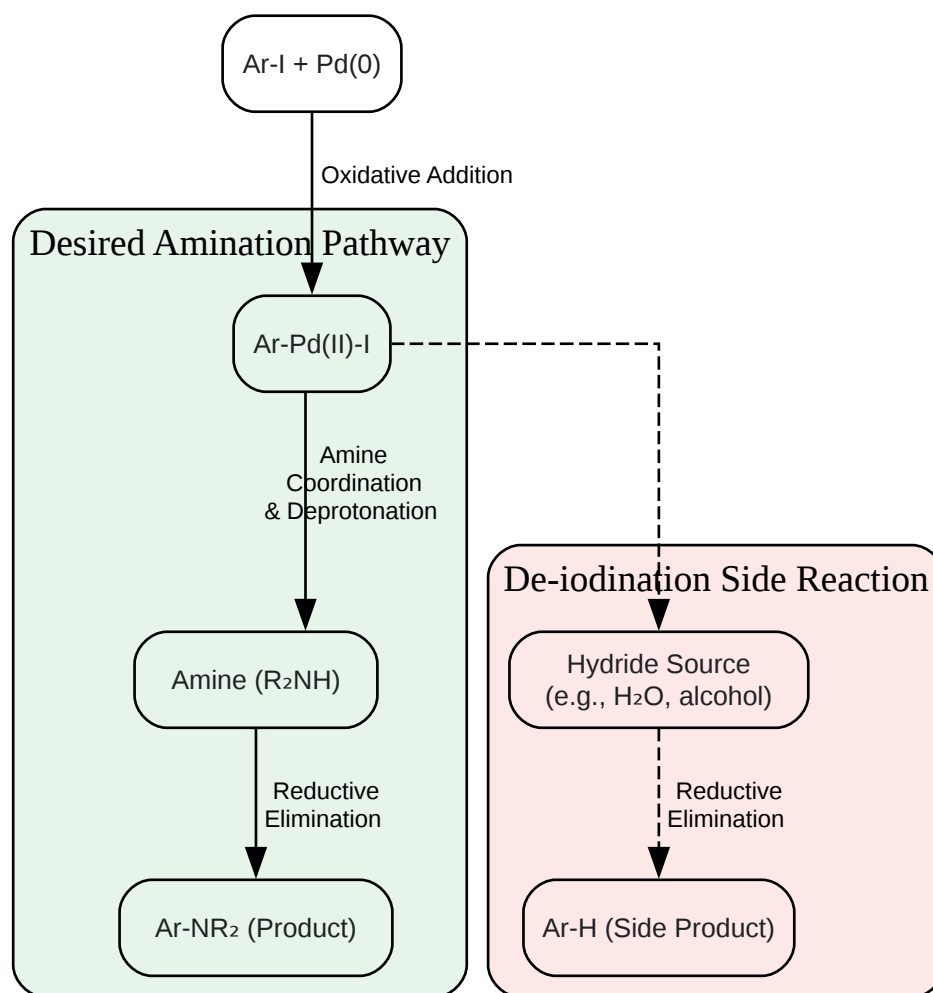 Ar-I + Pd(0)
Oxidative Addition
Desired Amination Pathway
Ar-Pd(II)-I
Amine
Coordination
& Deprotonation
De-iodination Side Reaction
Amine (R₂NH)
Hydride Source
(e.g., H₂O, alcohol)
Reductive
Elimination
Reductive
Elimination
Ar-NR₂ (Product)
Ar-H (Side Product)